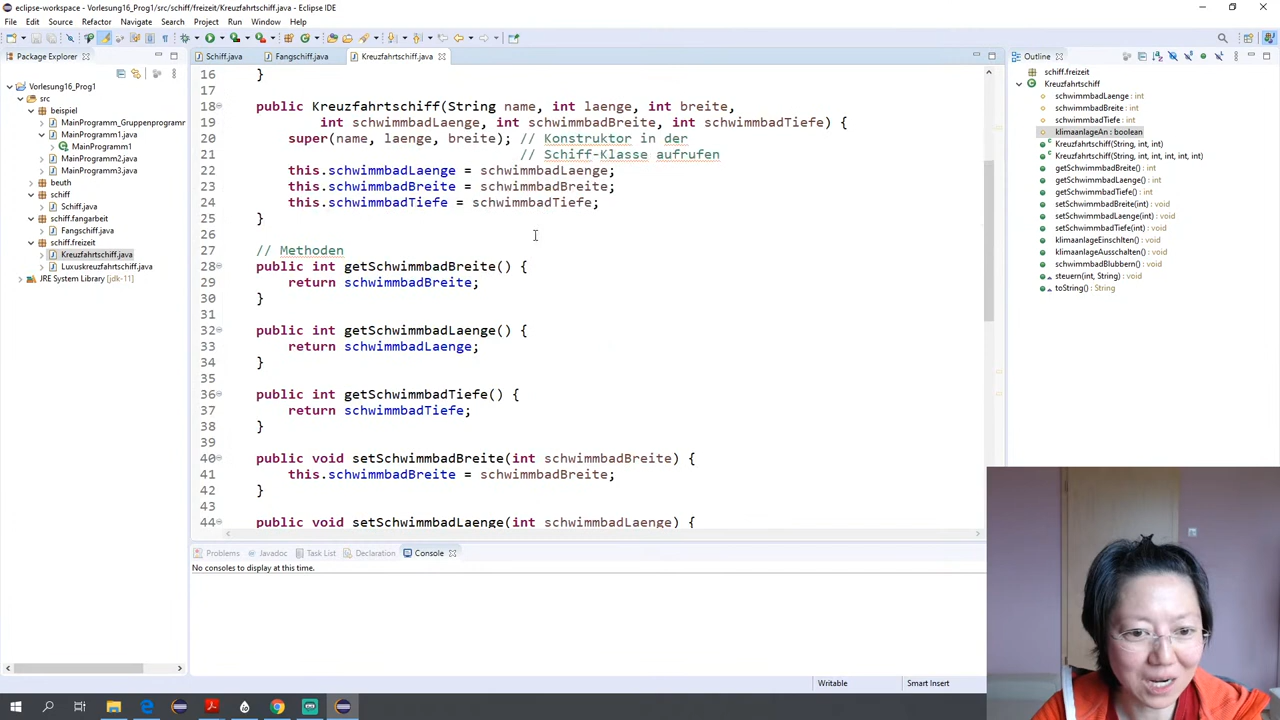 eclipse-workspace - Vorlesung16_Prog1/src/schiff/freizeit/Kreuzfahrtschiff.java - Eclipse IDE
File Edit Source Refactor Navigate Search Project Run Window Help
Package Explorer
Vorlesung16_Prog1
src
beispiel
MainProgramm_Gruppenprogramr
MainProgramm1.java
MainProgramm1
MainProgramm2.java
MainProgramm3.java
beuth
schiff
Schiff.java
schiff.fangarbeit
Fangschiff.java
schiff.freizeit
Kreuzfahrtschiff.java
Luxuskreuzfahrtschiff.java
JRE System Library [jdk-11]
Schiff.java Fangschiff.java Kreuzfahrtschiff.java
16 }
17
18 public Kreuzfahrtschiff(String name, int laenge, int breite,
19 int schwimmbadLaenge, int schwimmbadBreite, int schwimmbadTiefe) {
20 super(name, laenge, breite); // Konstruktor in der
21 // Schiff-Klasse aufrufen
22 this.schwimmbadLaenge = schwimmbadLaenge;
23 this.schwimmbadBreite = schwimmbadBreite;
24 this.schwimmbadTiefe = schwimmbadTiefe;
25 }
26
27 // Methoden
28 public int getSchwimmbadBreite() {
29 return schwimmbadBreite;
30 }
31
32 public int getSchwimmbadLaenge() {
33 return schwimmbadLaenge;
34 }
35
36 public int getSchwimmbadTiefe() {
37 return schwimmbadTiefe;
38 }
39
40 public void setSchwimmbadBreite(int schwimmbadBreite) {
41 this.schwimmbadBreite = schwimmbadBreite;
42 }
43
44 public void setSchwimmbadLaenge(int schwimmbadLaenge) {
Problems Javadoc Task List Declaration Console
No consoles to display at this time.
Writable Smart Insert
Outline
schiff.freizeit
Kreuzfahrtschiff
schwimmbadLaenge : int
schwimmbadBreite : int
schwimmbadTiefe : int
klimaanlageAn : boolean
Kreuzfahrtschiff(String, int, int)
Kreuzfahrtschiff(String, int, int, int, int, int)
getSchwimmbadBreite() : int
getSchwimmbadLaenge() : int
getSchwimmbadTiefe() : int
setSchwimmbadBreite(int) : void
setSchwimmbadLaenge(int) : void
setSchwimmbadTiefe(int) : void
klimaanlageEinschlten() : void
klimaanlageAusschalten() : void
schwimmbadBlubbern() : void
steuern(int, String) : void
toString() : String